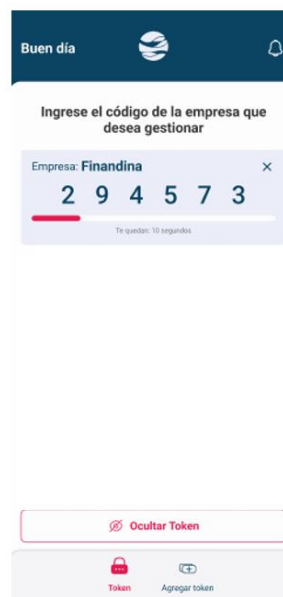 Buen día
Ingrese el código de la empresa que
desea gestionar
Empresa: Finandina
2 9 4 5 7 3
Te quedan: 10 segundos
Ocultar Token
Token
Agregar token